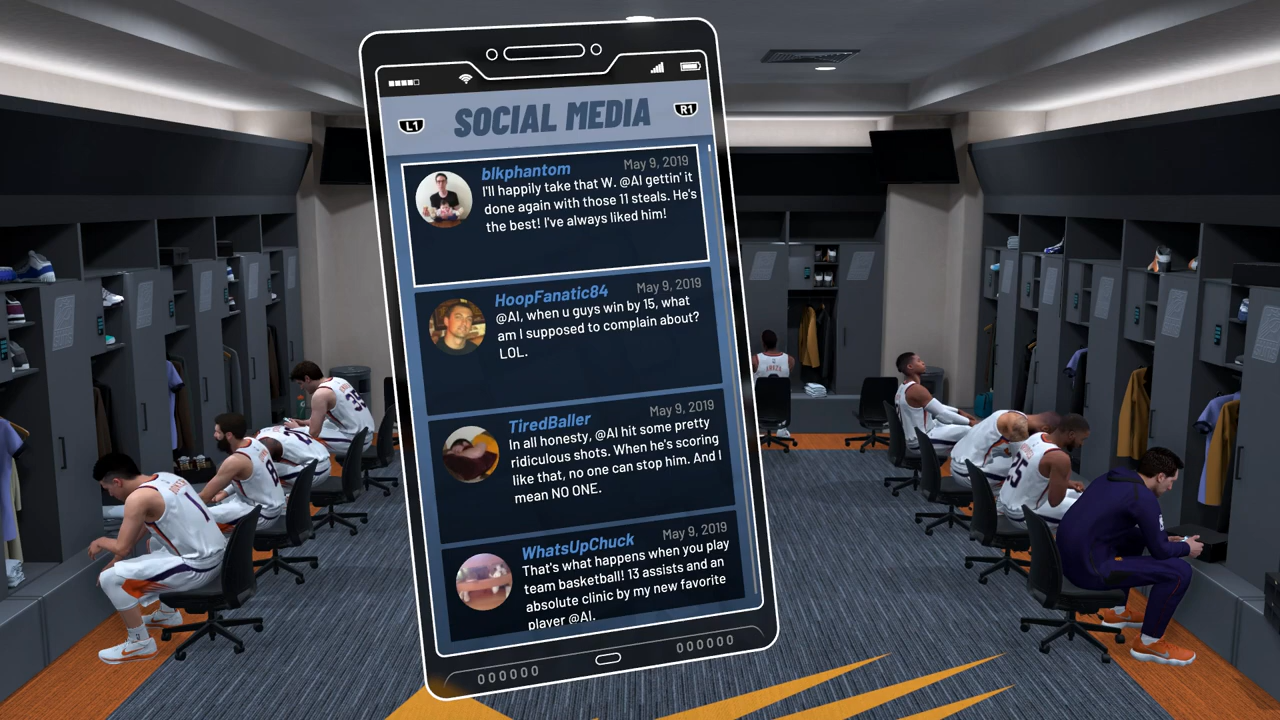 SOCIAL MEDIA
L1
R1
blkphantom
May 9, 2019
I'll happily take that W. @AI gettin' it
done again with those 11 steals. He's
the best! I've always liked him!
HoopFanatic84
May 9, 2019
@AI, when u guys win by 15, what
am I supposed to complain about?
LOL.
TiredBaller
May 9, 2019
In all honesty, @AI hit some pretty
ridiculous shots. When he's scoring
like that, no one can stop him. And I
mean NO ONE.
WhatsUpChuck
May 9, 2019
That's what happens when you play
team basketball! 13 assists and an
absolute clinic by my new favorite
player @AI.
1
8
35
25